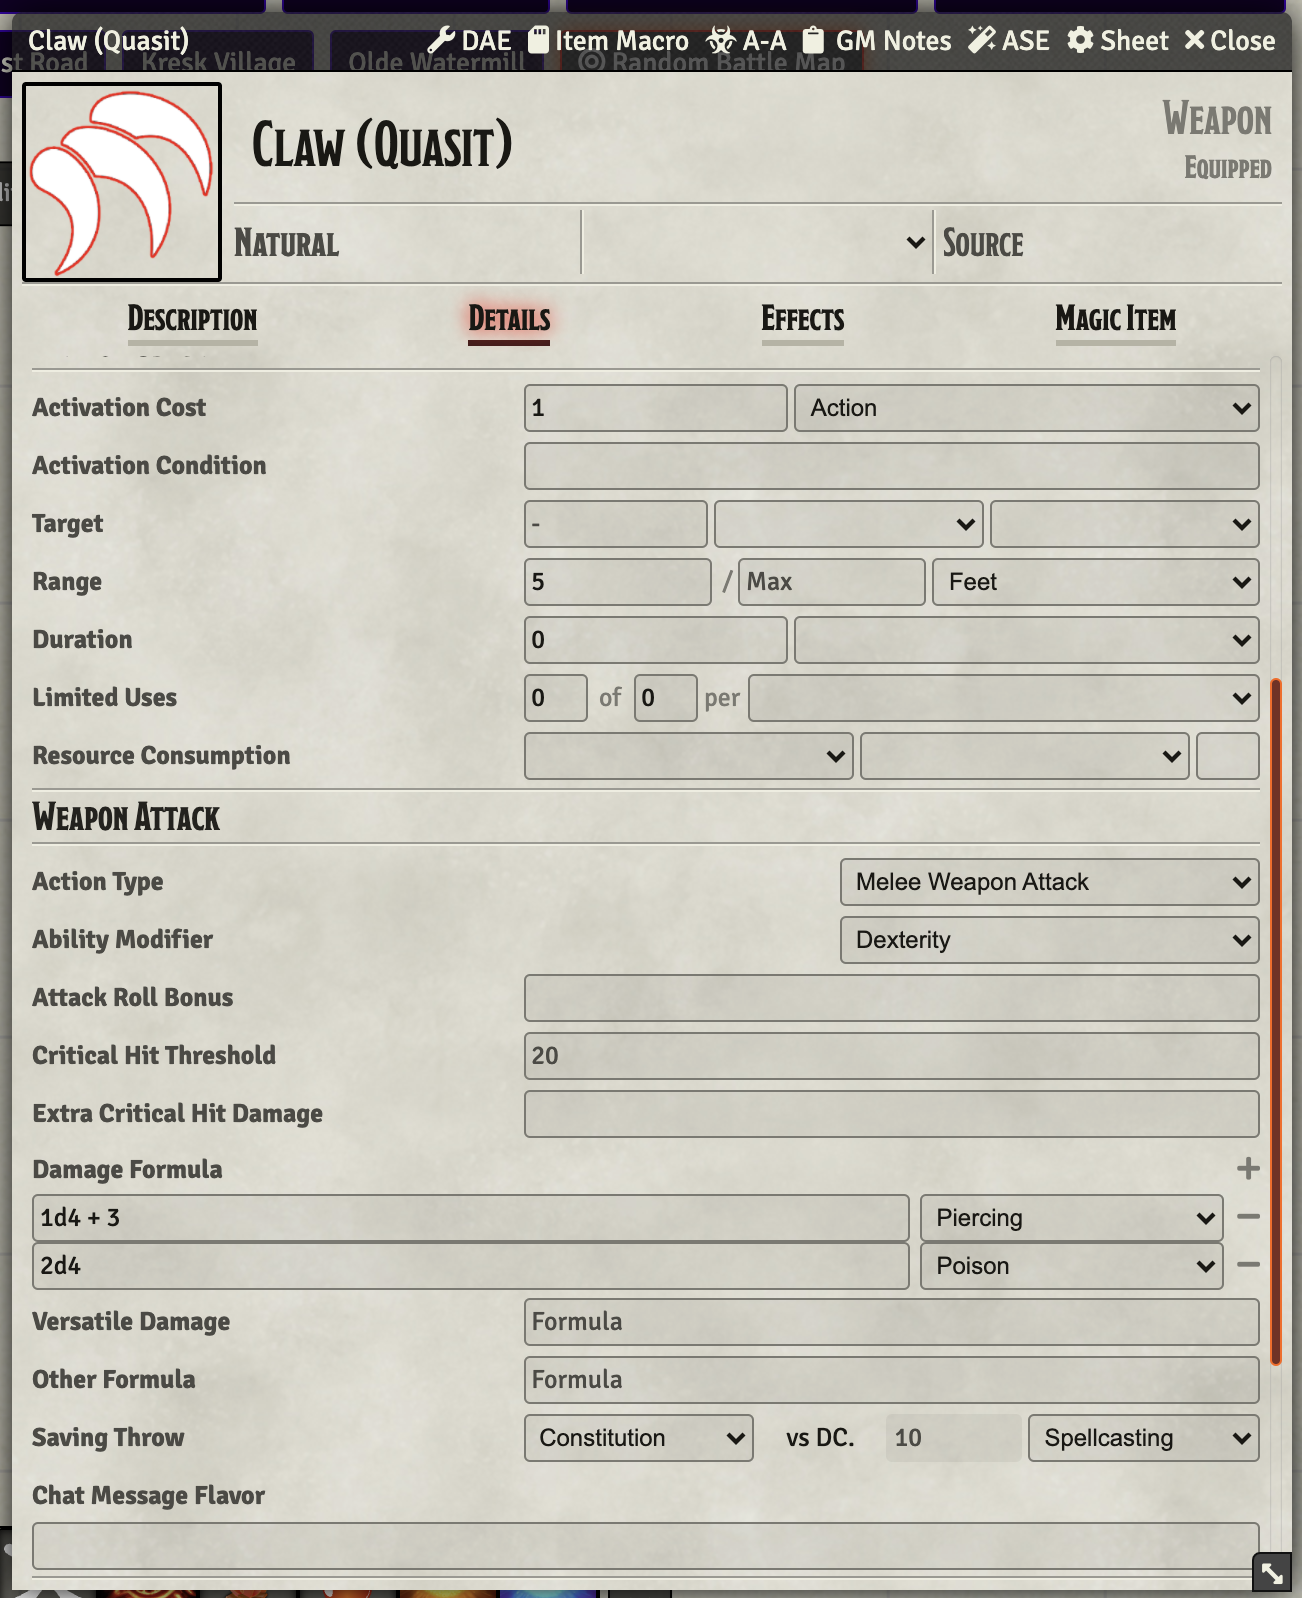 Claw (Quasit) DAE Item Macro A-A GM Notes ASE Sheet Close
st Road Kresk Village Olde Watermill Random Battle Map
Claw (Quasit)
Weapon
Equipped
Natural Source
Description Details Effects Magic Item
Activation Cost 1 Action
Activation Condition
Target -
Range 5 / Max Feet
Duration 0
Limited Uses 0 of 0 per
Resource Consumption
Weapon Attack
Action Type Melee Weapon Attack
Ability Modifier Dexterity
Attack Roll Bonus
Critical Hit Threshold 20
Extra Critical Hit Damage
Damage Formula
1d4 + 3 Piercing
2d4 Poison
Versatile Damage Formula
Other Formula Formula
Saving Throw Constitution vs DC. 10 Spellcasting
Chat Message Flavor